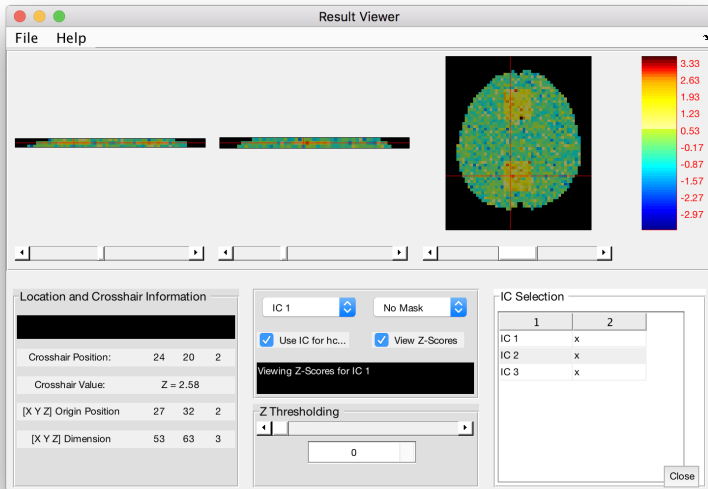 Result Viewer
File Help
3.33
2.63
1.93
1.23
0.53
-0.17
-0.87
-1.57
-2.27
-2.97
Location and Crosshair Information
Crosshair Position: 24 20 2
Crosshair Value: Z = 2.58
[X Y Z] Origin Position 27 32 2
[X Y Z] Dimension 53 63 3
IC 1 No Mask
Use IC for hc... View Z-Scores
Viewing Z-Scores for IC 1
Z Thresholding
0
IC Selection
1 2
IC 1 x
IC 2 x
IC 3 x
Close